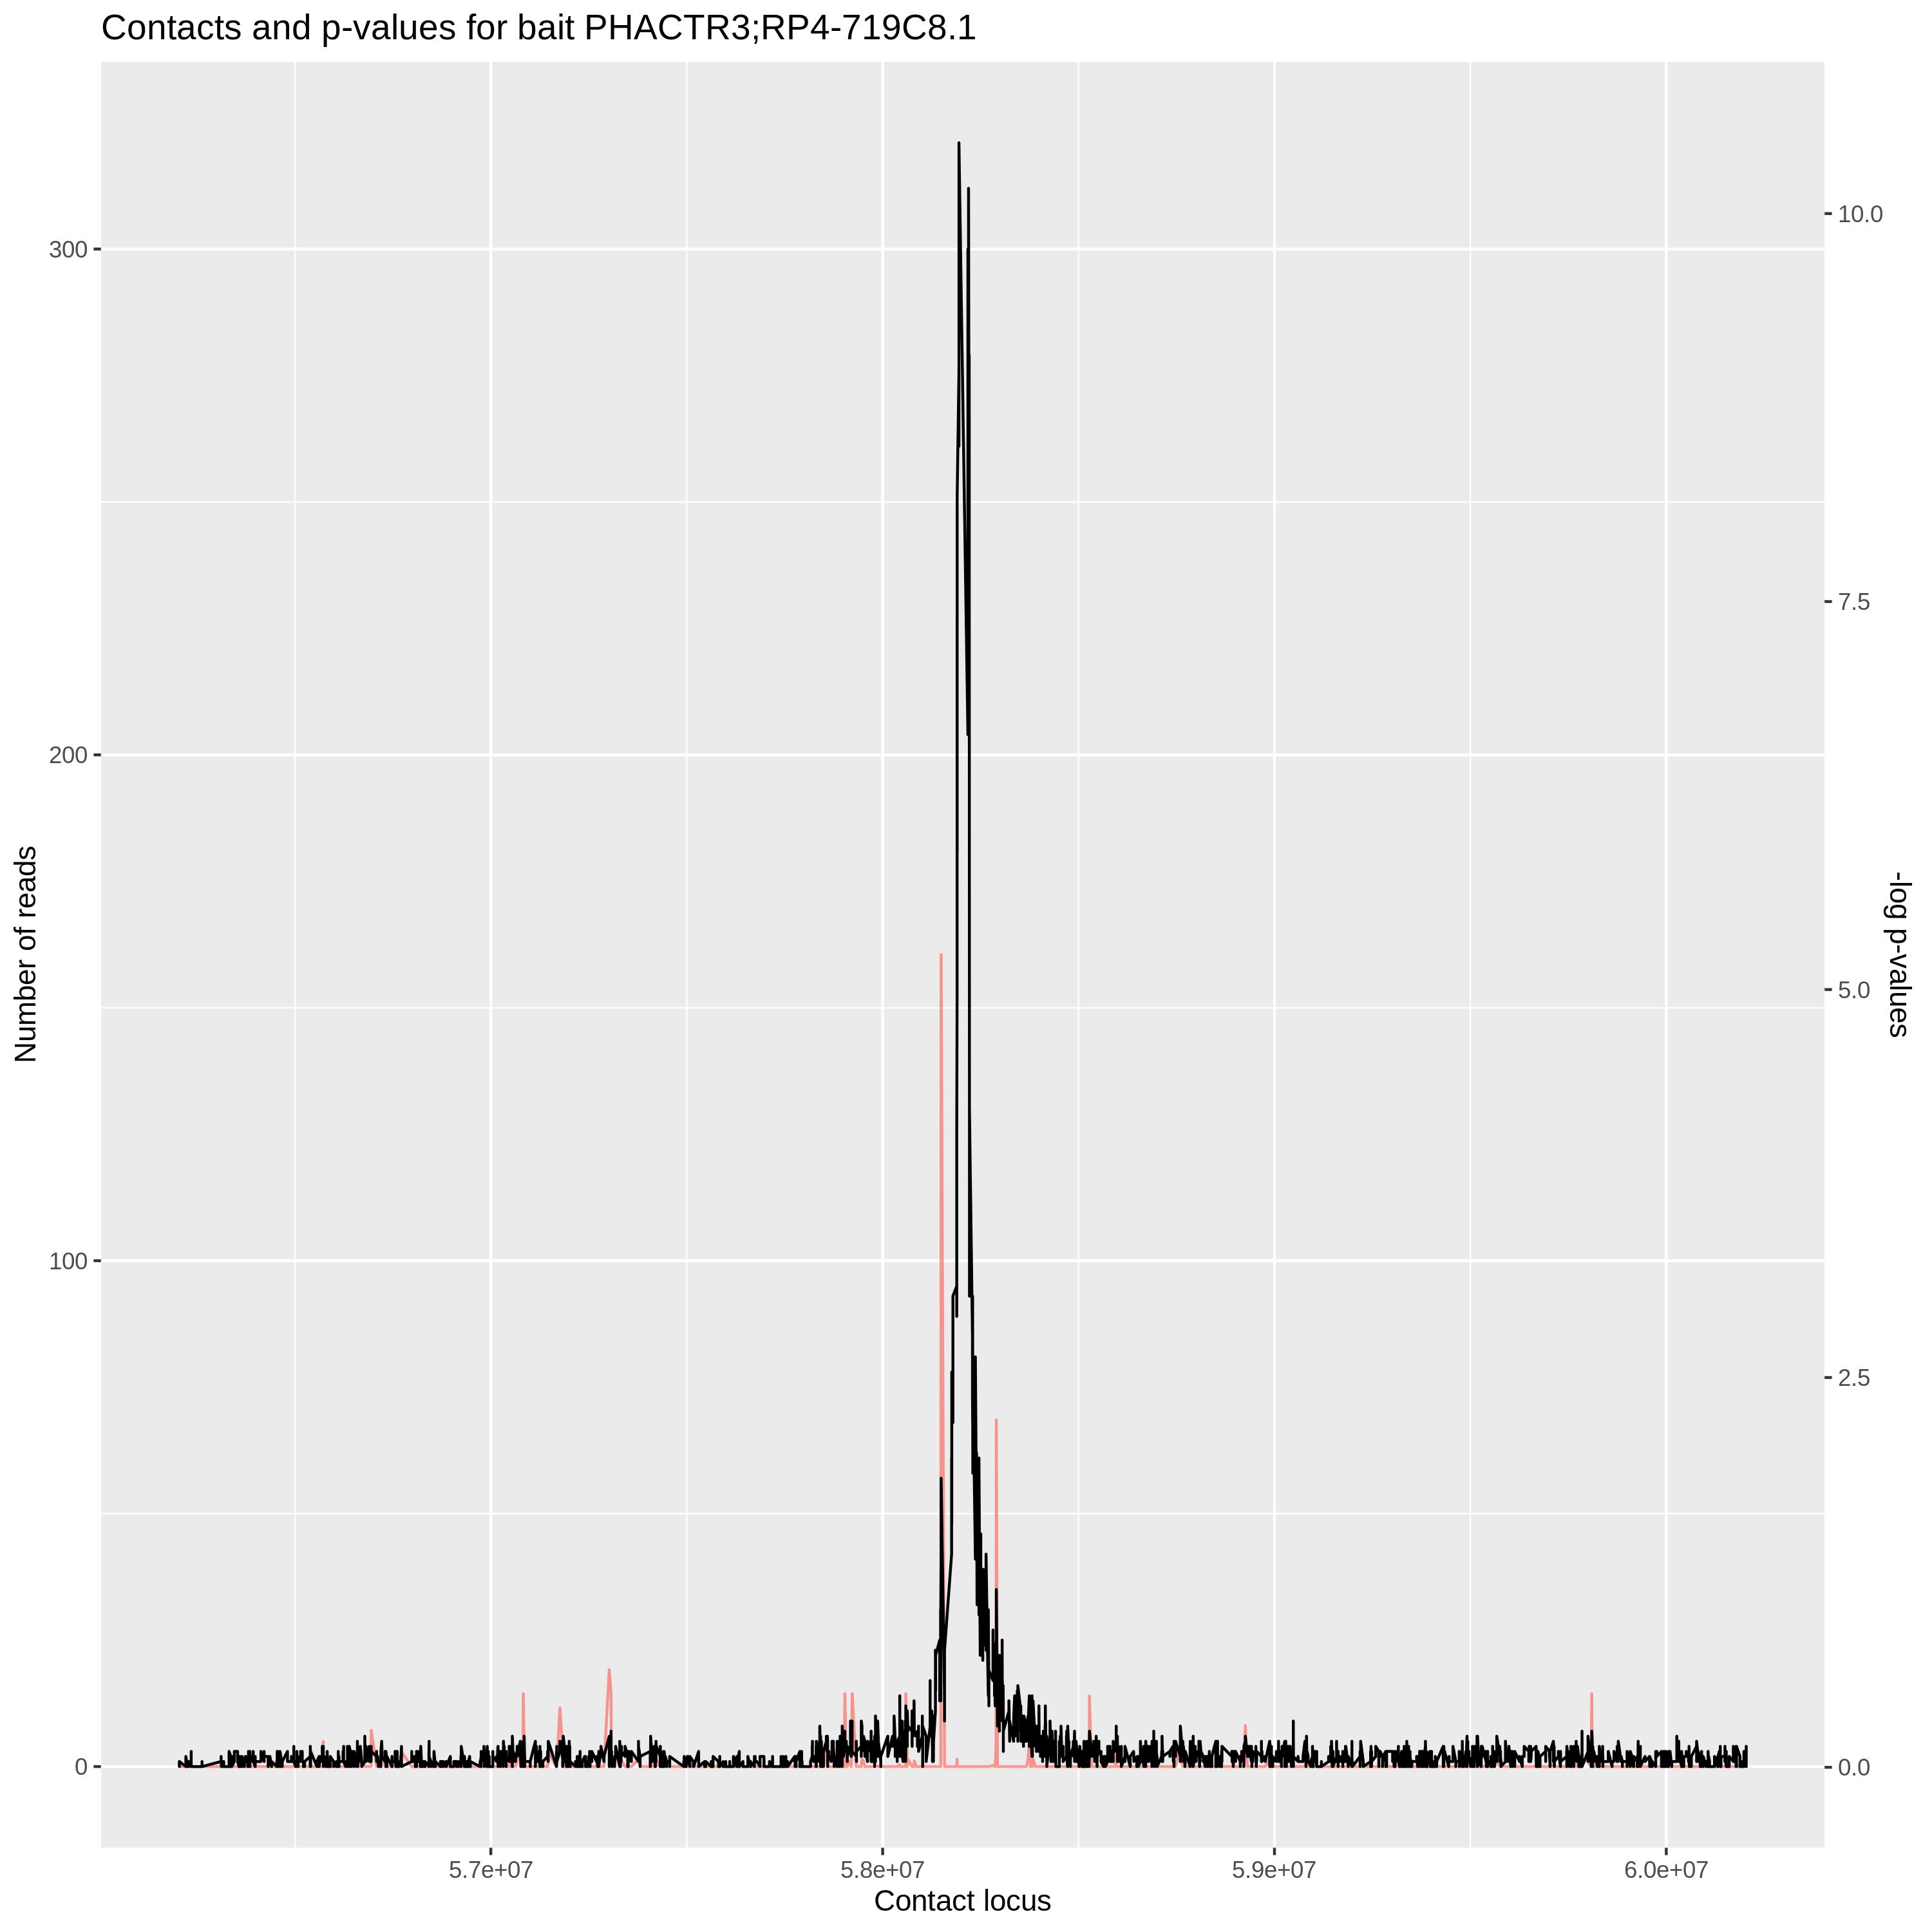 Contacts and p-values for bait PHACTR3;RP4-719C8.1
300
200
100
0
Number of reads
10.0
7.5
5.0
2.5
0.0
-log p-values
5.7e+07
5.8e+07
5.9e+07
6.0e+07
Contact locus